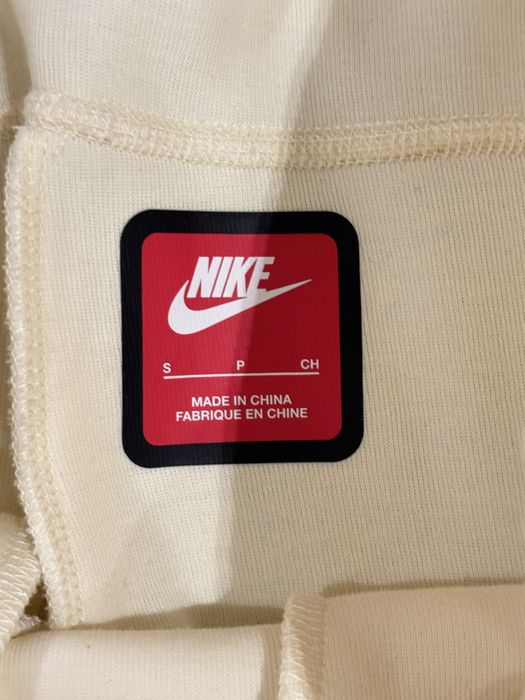 NIKE
S P CH
MADE IN CHINA
FABRIQUE EN CHINE